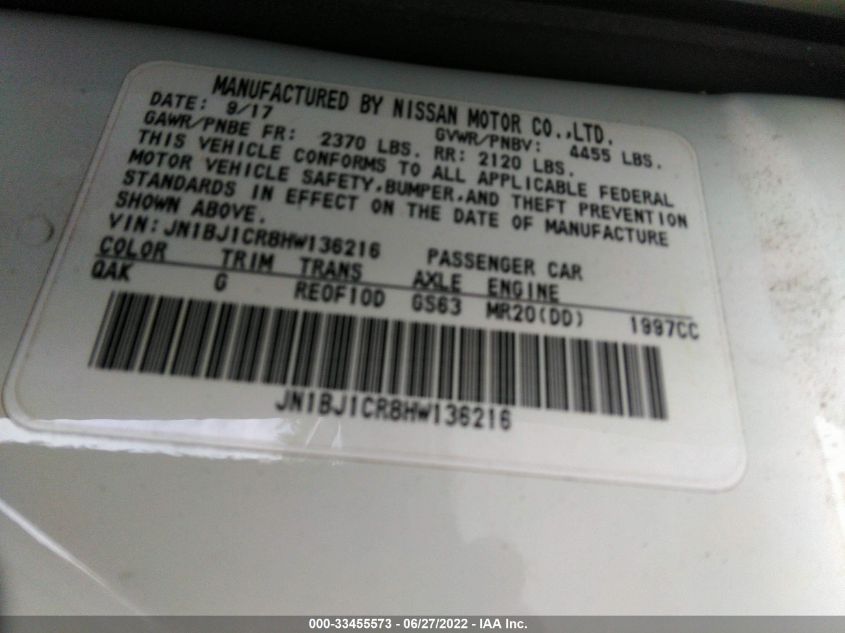 MANUFACTURED BY NISSAN MOTOR CO.,LTD.
DATE: 9/17 GVWR/PNBV: 4455 LBS.
GAWR/PNBE FR: 2370 LBS. RR: 2120 LBS.
THIS VEHICLE CONFORMS TO ALL APPLICABLE FEDERAL
MOTOR VEHICLE SAFETY,BUMPER,AND THEFT PREVENTION
STANDARDS IN EFFECT ON THE DATE OF MANUFACTURE
SHOWN ABOVE.
VIN: JN1BJ1CR8HW136216 PASSENGER CAR
COLOR TRIM TRANS AXLE ENGINE
QAK G RE0F10D GS63 MR20(DD) 1997CC
JN1BJ1CR8HW136216
000-33455573 - 06/27/2022 - IAA Inc.